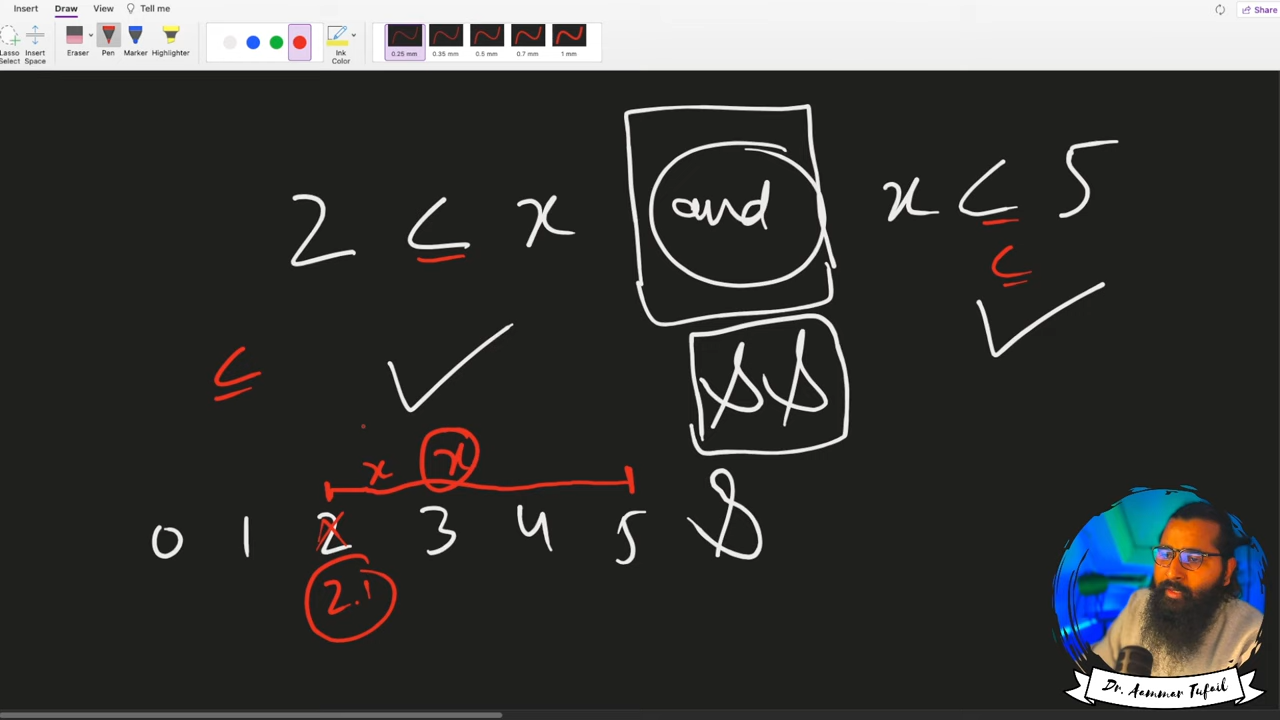 Insert Draw View Tell me
Share
Lasso Select
Insert Space
Eraser
Pen
Marker
Highlighter
Ink Color
0.25 mm
0.35 mm
0.5 mm
0.7 mm
1 mm
2 ≤ x and x ≤ 5
≤
≤
&&
x x
0 1 2 3 4 5 &
2.1
Dr. Aammar Tufail